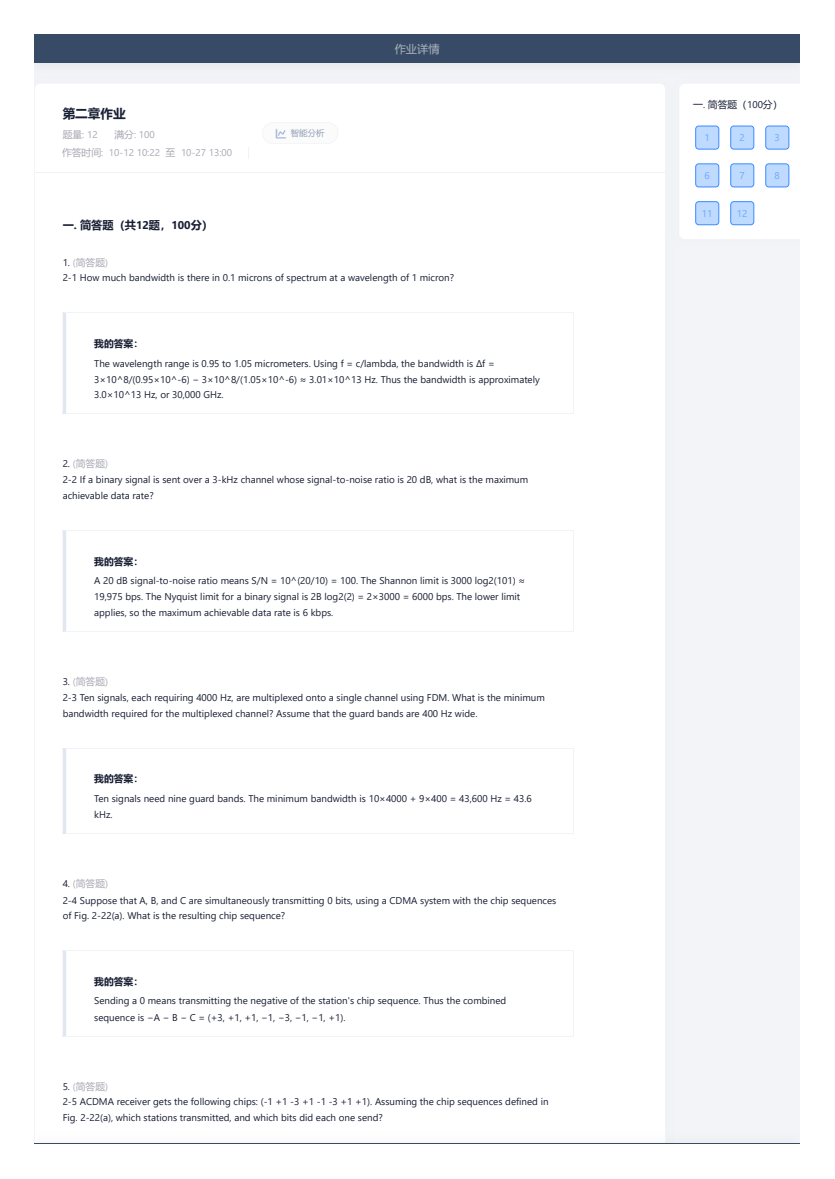 作业详情
第二章作业
题量: 12 满分: 100
智能分析
作答时间: 10-12 10:22 至 10-27 13:00
一. 简答题（100分）
1 2 3
6 7 8
11 12
一. 简答题（共12题，100分）
1. (简答题)
2-1 How much bandwidth is there in 0.1 microns of spectrum at a wavelength of 1 micron?
我的答案：
The wavelength range is 0.95 to 1.05 micrometers. Using f = c/lambda, the bandwidth is Δf =
3×10^8/(0.95×10^-6) − 3×10^8/(1.05×10^-6) ≈ 3.01×10^13 Hz. Thus the bandwidth is approximately
3.0×10^13 Hz, or 30,000 GHz.
2. (简答题)
2-2 If a binary signal is sent over a 3-kHz channel whose signal-to-noise ratio is 20 dB, what is the maximum
achievable data rate?
我的答案：
A 20 dB signal-to-noise ratio means S/N = 10^(20/10) = 100. The Shannon limit is 3000 log2(101) ≈
19,975 bps. The Nyquist limit for a binary signal is 2B log2(2) = 2×3000 = 6000 bps. The lower limit
applies, so the maximum achievable data rate is 6 kbps.
3. (简答题)
2-3 Ten signals, each requiring 4000 Hz, are multiplexed onto a single channel using FDM. What is the minimum
bandwidth required for the multiplexed channel? Assume that the guard bands are 400 Hz wide.
我的答案：
Ten signals need nine guard bands. The minimum bandwidth is 10×4000 + 9×400 = 43,600 Hz = 43.6
kHz.
4. (简答题)
2-4 Suppose that A, B, and C are simultaneously transmitting 0 bits, using a CDMA system with the chip sequences
of Fig. 2-22(a). What is the resulting chip sequence?
我的答案：
Sending a 0 means transmitting the negative of the station's chip sequence. Thus the combined
sequence is −A − B − C = (+3, +1, +1, −1, −3, −1, −1, +1).
5. (简答题)
2-5 ACDMA receiver gets the following chips: (-1 +1 -3 +1 -1 -3 +1 +1). Assuming the chip sequences defined in
Fig. 2-22(a), which stations transmitted, and which bits did each one send?